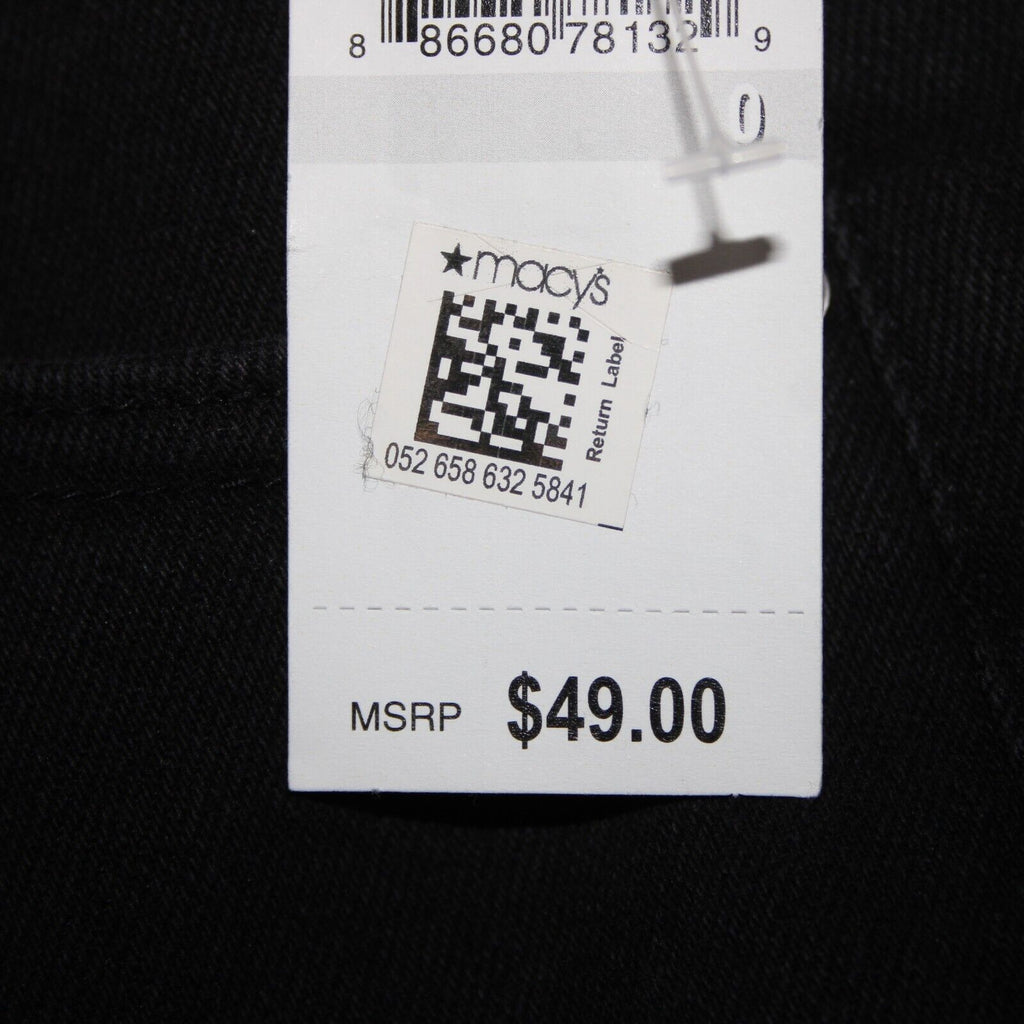 8 86680 78132 9
0
★macy's
Return Label
052 658 632 5841
MSRP $49.00